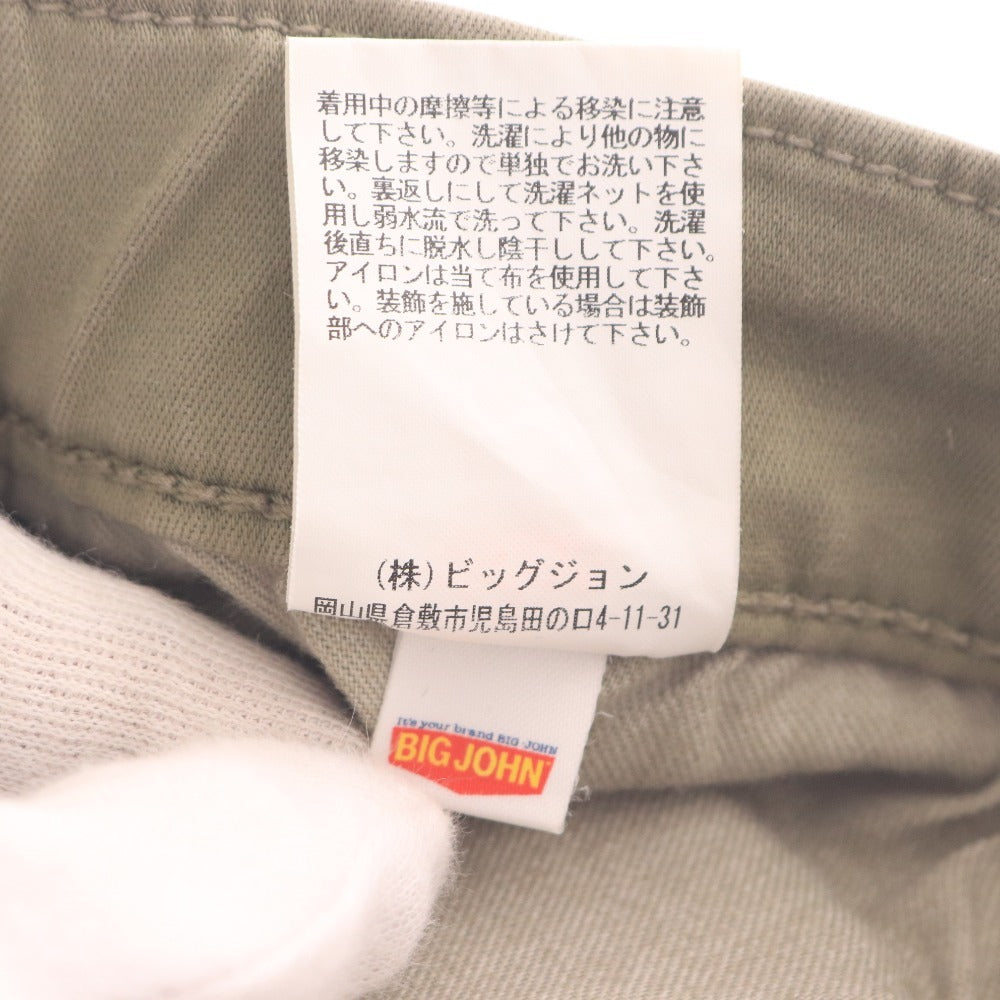 着用中の摩擦等による移染に注意
して下さい。洗濯により他の物に
移染しますので単独でお洗い下さ
い。裏返しにして洗濯ネットを使
用し弱水流で洗って下さい。洗濯
後直ちに脱水し陰干しして下さい。
アイロンは当て布を使用して下さ
い。装飾を施している場合は装飾
部へのアイロンはさけて下さい。
(株)ビッグジョン
岡山県倉敷市児島田の口4-11-31
It's your brand BIG JOHN
BIG JOHN